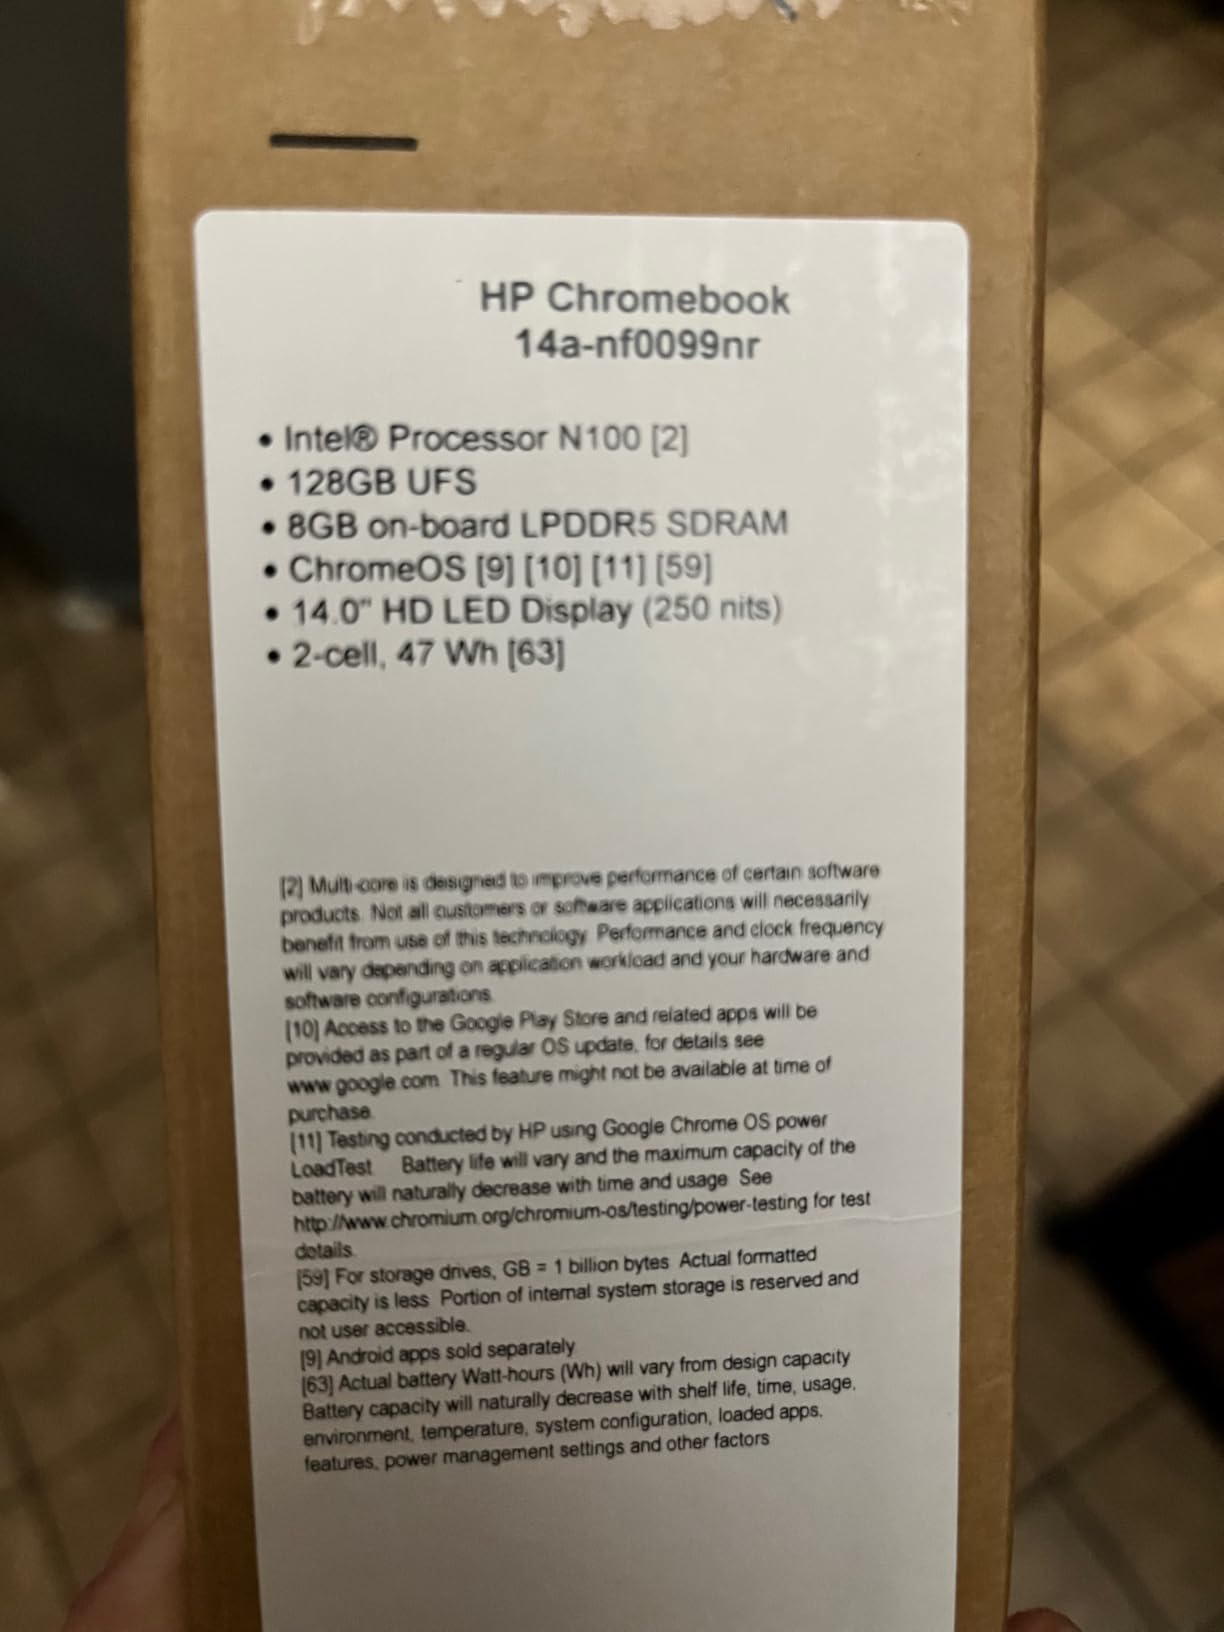 HP Chromebook
14a-nf0099nr
• Intel® Processor N100 [2]
• 128GB UFS
• 8GB on-board LPDDR5 SDRAM
• ChromeOS [9] [10] [11] [59]
• 14.0" HD LED Display (250 nits)
• 2-cell, 47 Wh [63]
[2] Multi-core is designed to improve performance of certain software
products. Not all customers or software applications will necessarily
benefit from use of this technology. Performance and clock frequency
will vary depending on application workload and your hardware and
software configurations.
[10] Access to the Google Play Store and related apps will be
provided as part of a regular OS update, for details see
www.google.com. This feature might not be available at time of
purchase.
[11] Testing conducted by HP using Google Chrome OS power
LoadTest    Battery life will vary and the maximum capacity of the
battery will naturally decrease with time and usage. See
http://www.chromium.org/chromium-os/testing/power-testing for test
details.
[59] For storage drives, GB = 1 billion bytes. Actual formatted
capacity is less. Portion of internal system storage is reserved and
not user accessible.
[9] Android apps sold separately
[63] Actual battery Watt-hours (Wh) will vary from design capacity
Battery capacity will naturally decrease with shelf life, time, usage,
environment, temperature, system configuration, loaded apps,
features, power management settings and other factors